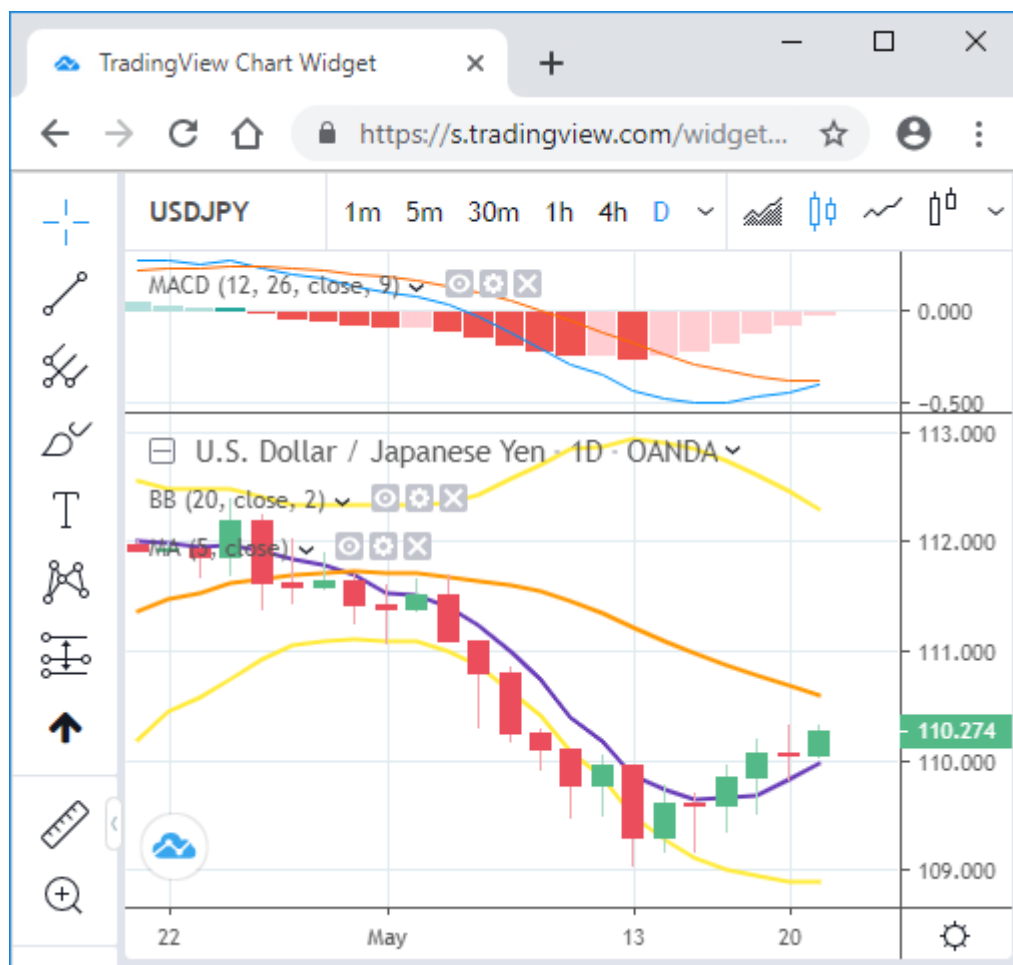 TradingView Chart Widget
https://s.tradingview.com/widget...
USDJPY 1m 5m 30m 1h 4h D
MACD (12, 26, close, 9)
0.000
−0.500
113.000
U.S. Dollar / Japanese Yen · 1D · OANDA
BB (20, close, 2)
112.000
MA (5, close)
111.000
110.274
110.000
109.000
22 May 13 20